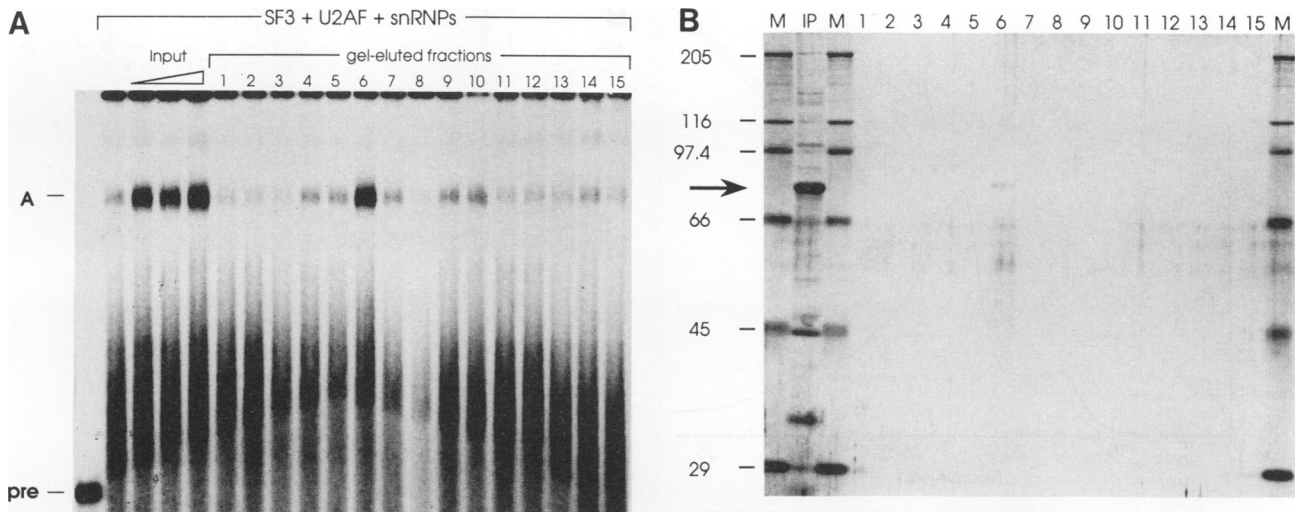 A
SF3 + U2AF + snRNPs
Input
gel-eluted fractions
1 2 3 4 5 6 7 8 9 10 11 12 13 14 15
A
pre
B
M IP M 1 2 3 4 5 6 7 8 9 10 11 12 13 14 15 M
205
116
97.4
66
45
29